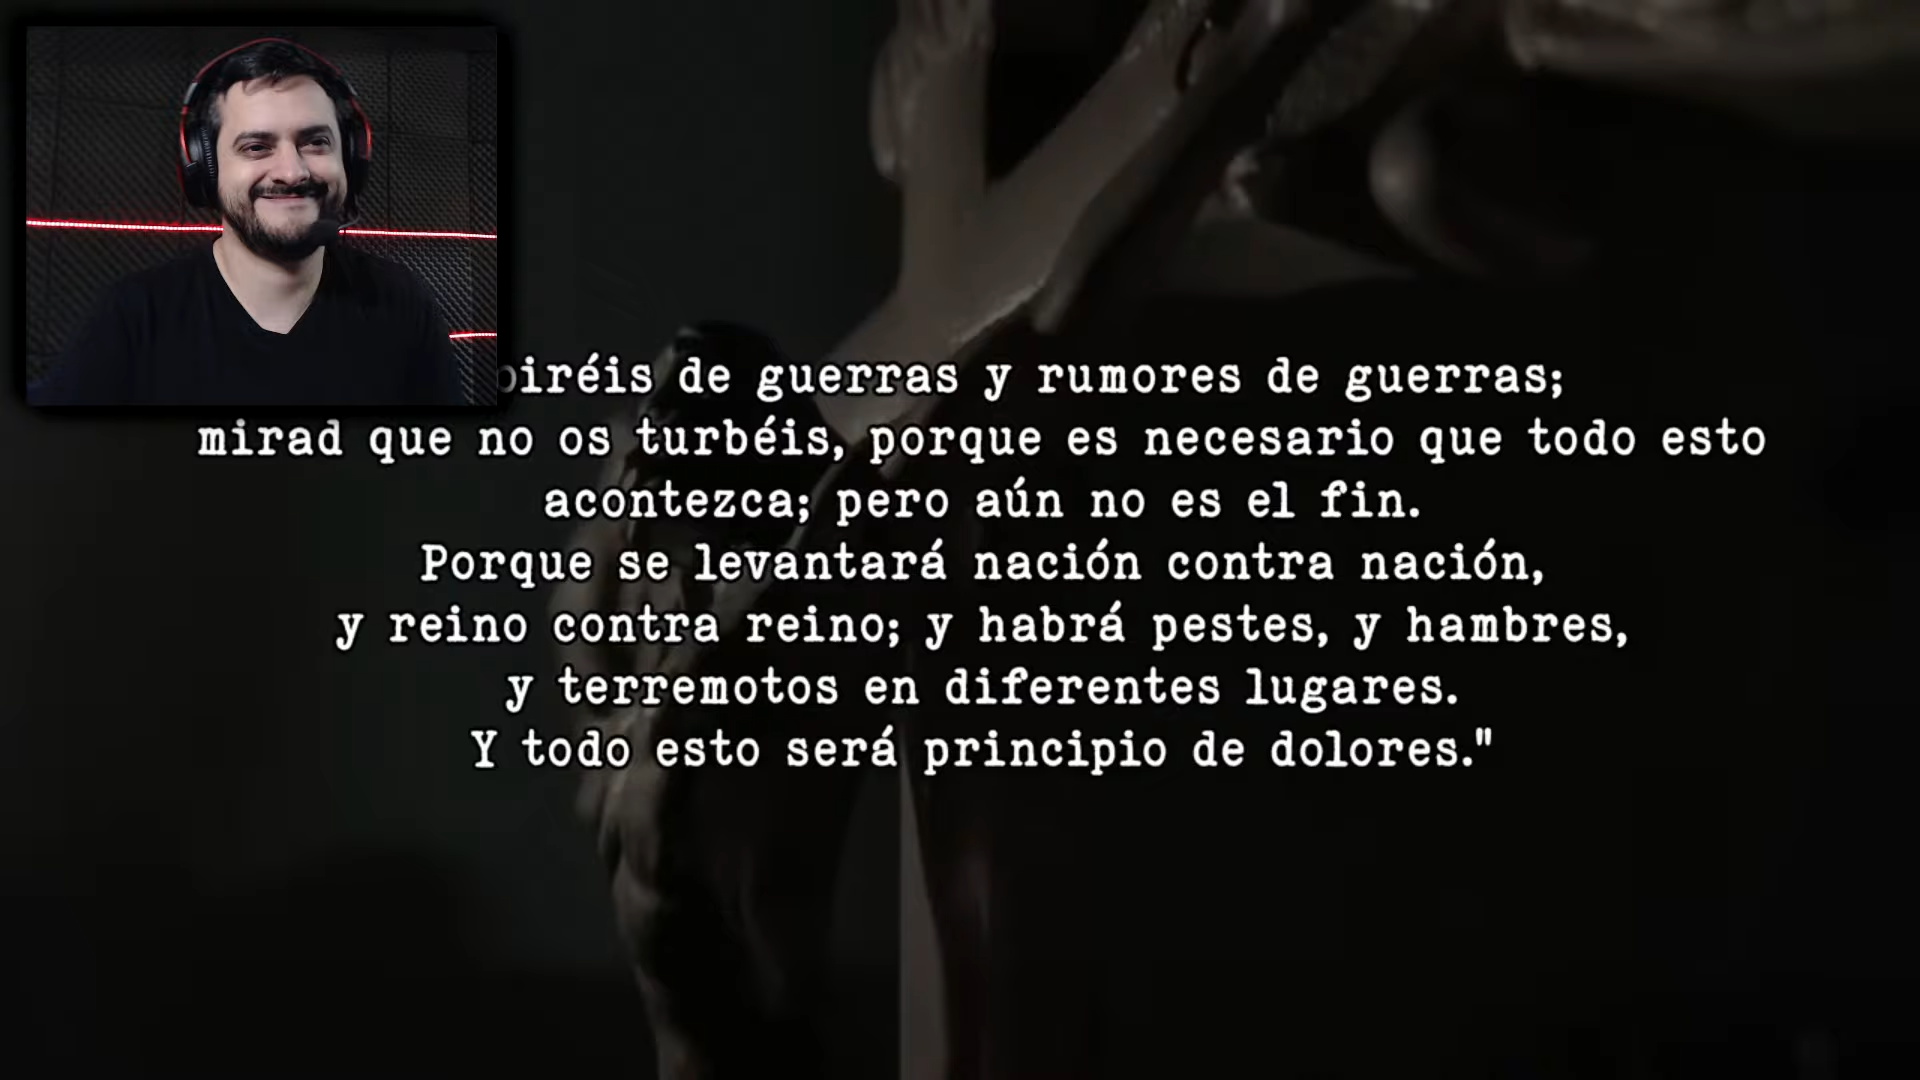 de guerras y rumores de guerras;
mirad que no os turbéis, porque es necesario que todo esto
acontezca; pero aún no es el fin.
Porque se levantará nación contra nación,
y reino contra reino; y habrá pestes, y hambres,
y terremotos en diferentes lugares.
Y todo esto será principio de dolores."